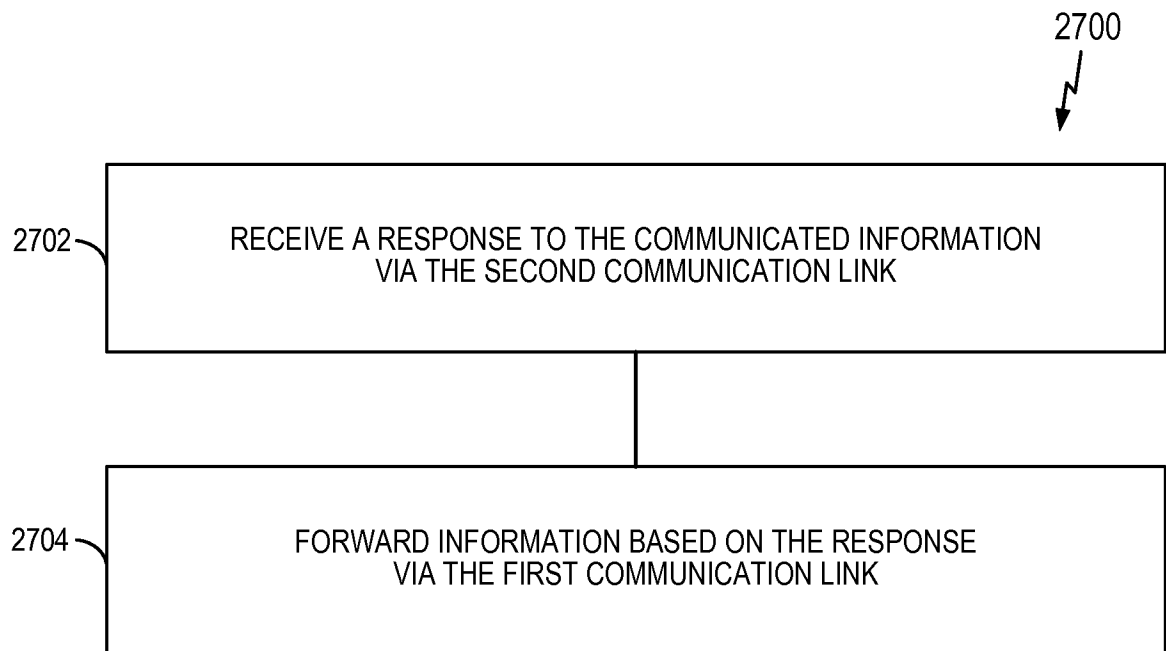 2700
2702
RECEIVE A RESPONSE TO THE COMMUNICATED INFORMATION
VIA THE SECOND COMMUNICATION LINK
2704
FORWARD INFORMATION BASED ON THE RESPONSE
VIA THE FIRST COMMUNICATION LINK